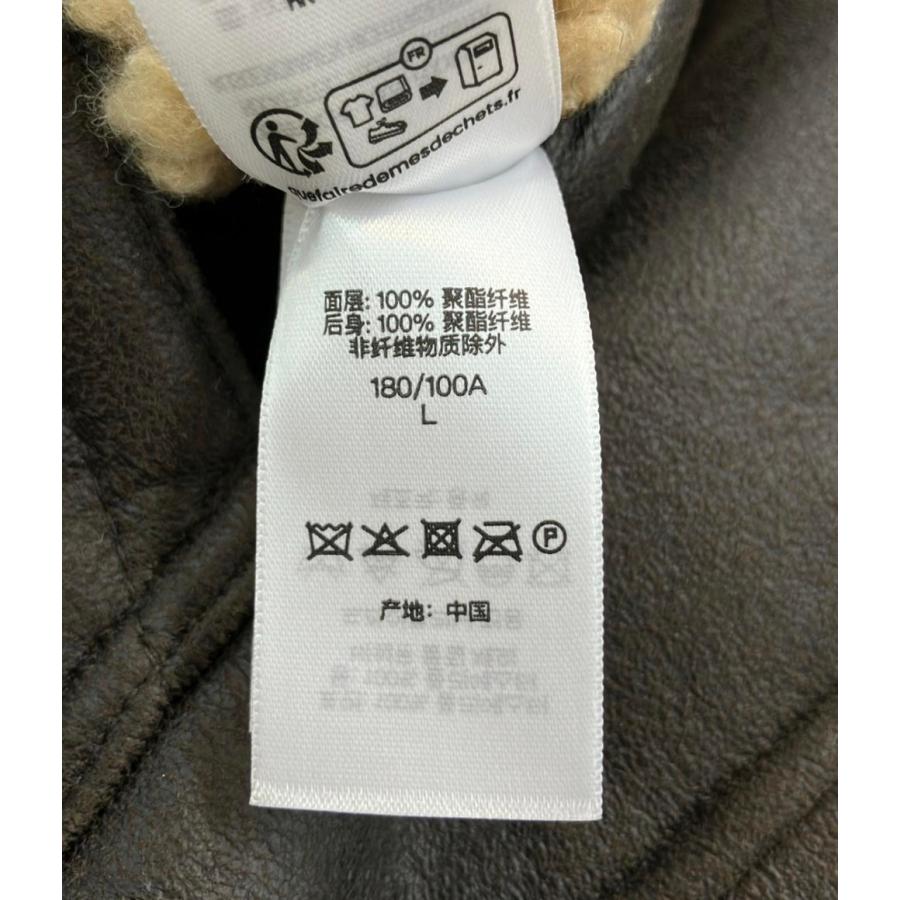 FR
quefairedemesdechets.fr
面层: 100% 聚酯纤维
后身: 100% 聚酯纤维
非纤维物质除外
180/100A
L
P
产地: 中国